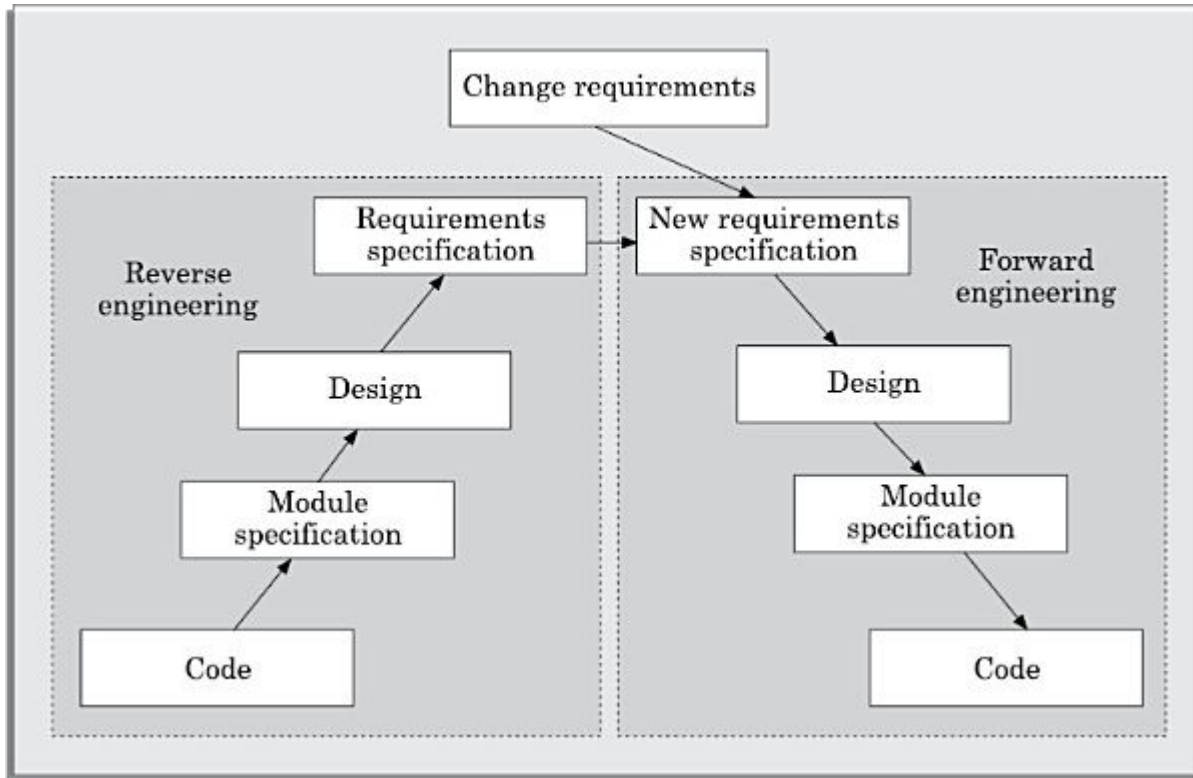 Change requirements
Requirements
specification
New requirements
specification
Reverse
engineering
Forward
engineering
Design
Design
Module
specification
Module
specification
Code
Code